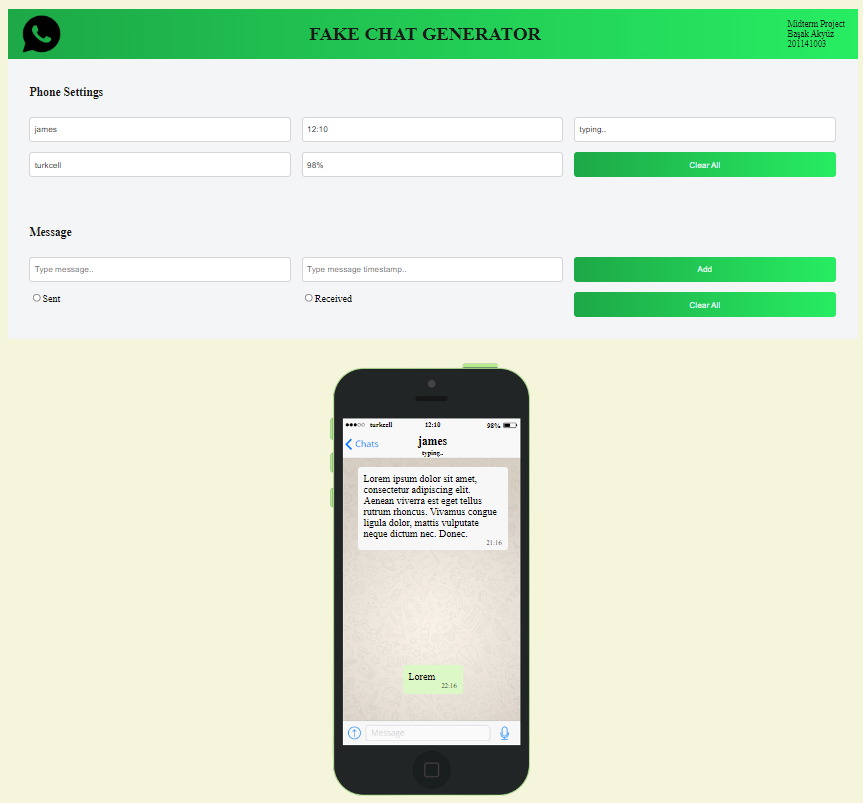 FAKE CHAT GENERATOR
Midterm Project
Başak Akyüz
201141003
Phone Settings
james
12:10
typing..
turkcell
98%
Clear All
Message
Type message..
Type message timestamp..
Add
Sent
Received
Clear All
turkcell
12:10
98%
Chats
james
typing..
Lorem ipsum dolor sit amet,
consectetur adipiscing elit.
Aenean viverra est eget tellus
rutrum rhoncus. Vivamus congue
ligula dolor, mattis vulputate
neque dictum nec. Donec.
21:16
Lorem
22:16
Message